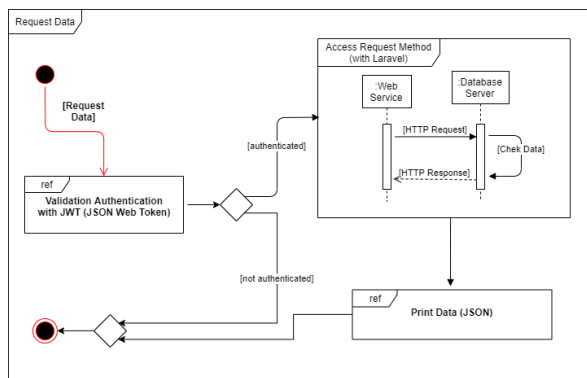 Request Data
Access Request Method
(with Laravel)
:Web
Service
:Database
Server
[Request
Data]
[HTTP Request]
[authenticated]
[Chek Data]
[HTTP Response]
ref
Validation Authentication
with JWT (JSON Web Token)
[not authenticated]
ref
Print Data (JSON)